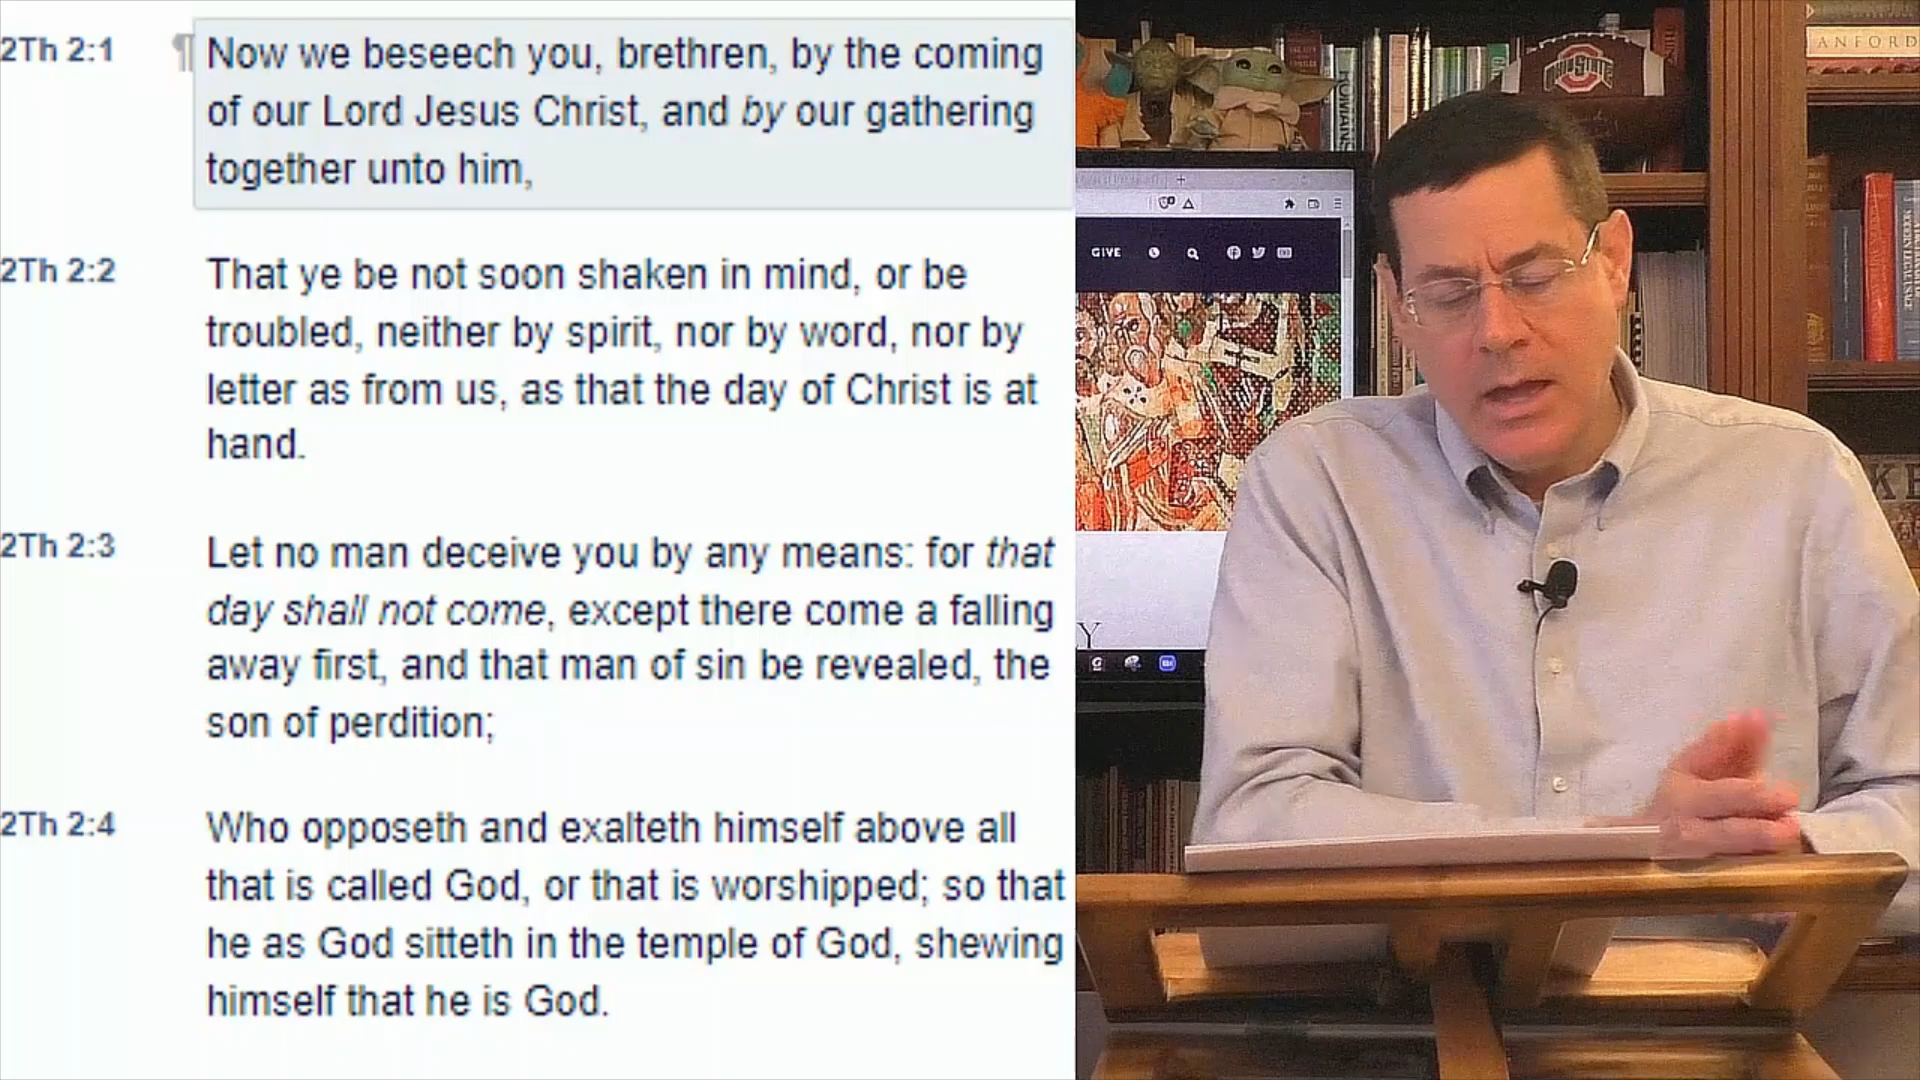 2Th 2:1 ¶ Now we beseech you, brethren, by the coming
of our Lord Jesus Christ, and by our gathering
together unto him,
2Th 2:2 That ye be not soon shaken in mind, or be
troubled, neither by spirit, nor by word, nor by
letter as from us, as that the day of Christ is at
hand.
2Th 2:3 Let no man deceive you by any means: for that
day shall not come, except there come a falling
away first, and that man of sin be revealed, the
son of perdition;
2Th 2:4 Who opposeth and exalteth himself above all
that is called God, or that is worshipped; so that
he as God sitteth in the temple of God, shewing
himself that he is God.
GIVE
Y
ROMANS
OHIO STATE
ANFORD